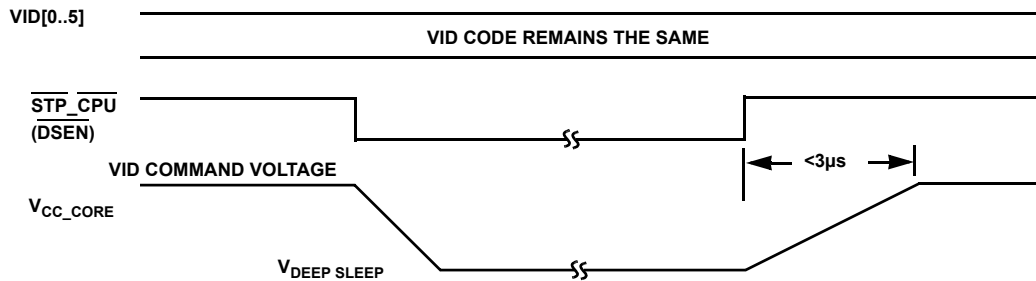 VID[0..5]
VID CODE REMAINS THE SAME
STP_CPU
(DSEN)
<3µs
VID COMMAND VOLTAGE
VCC_CORE
VDEEP SLEEP